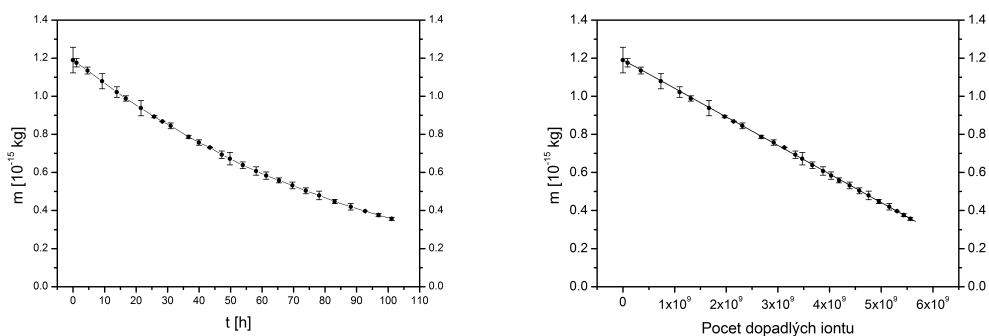 1.4 1.4 1.4 1.4
1.2 1.2 1.2 1.2
1.0 1.0 1.0 1.0
0.8 0.8 0.8 0.8
0.6 0.6 0.6 0.6
0.4 0.4 0.4 0.4
0.2 0.2 0.2 0.2
0.0 0.0 0.0 0.0
m [10⁻¹⁵ kg]
m [10⁻¹⁵ kg]
0 10 20 30 40 50 60 70 80 90 100 110
0 1x10⁹ 2x10⁹ 3x10⁹ 4x10⁹ 5x10⁹ 6x10⁹
t [h]
Pocet dopadlých iontu